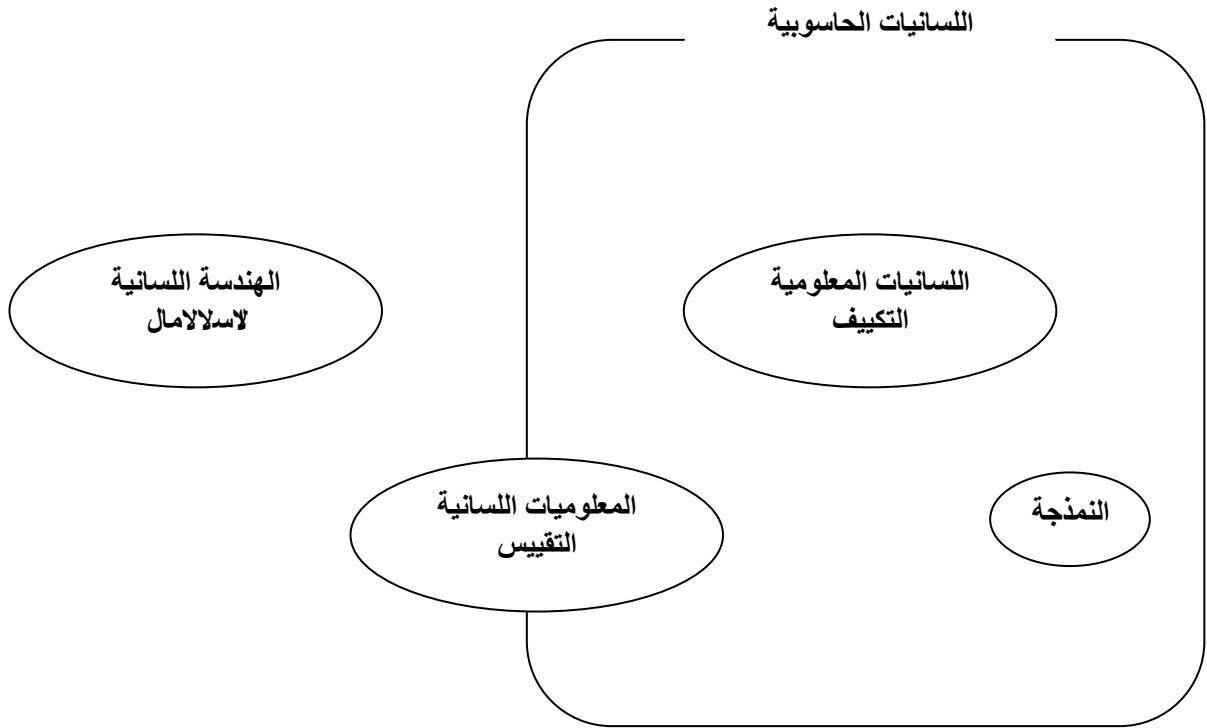 اللسانيات الحاسوبية
اللسانيات المعلومية
التكييف
الهندسة اللسانية
لاسلالامال
المعلوميات اللسانية
التقييس
النمذجة